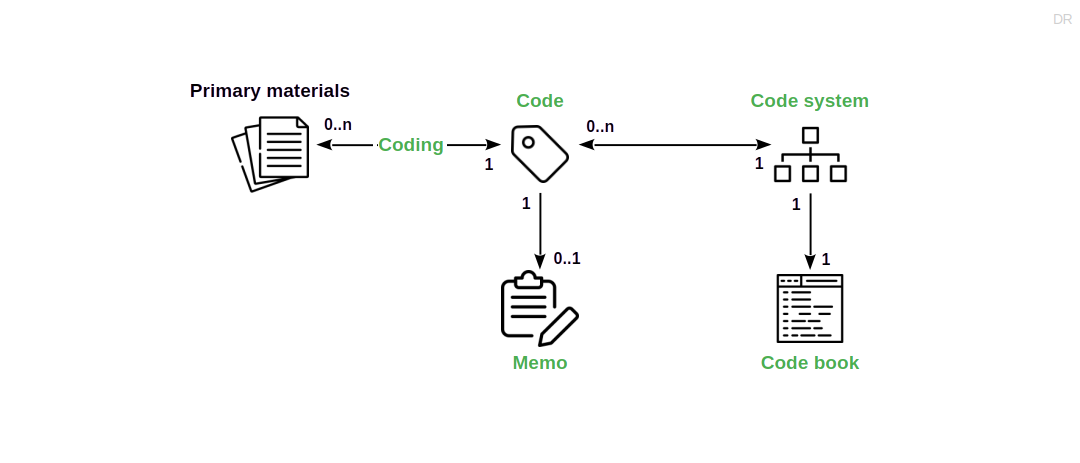 DR
Primary materials
Code
Code system
0..n
0..n
Coding
1
1
1
1
0..1
1
Memo
Code book